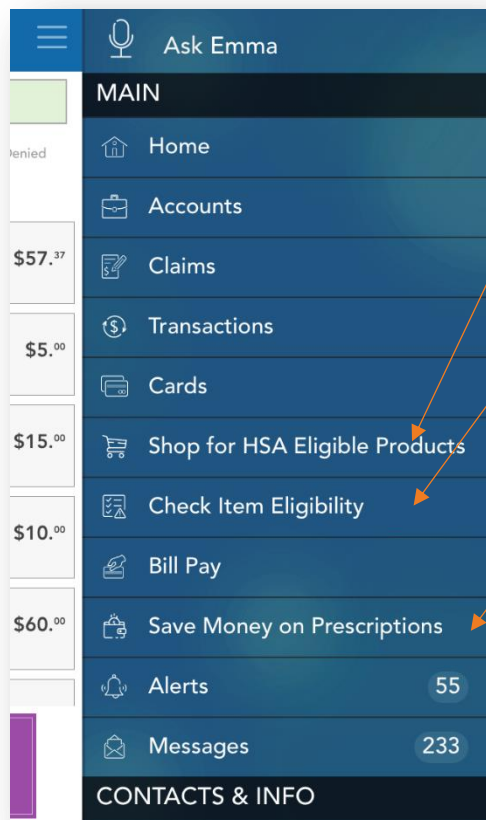 Ask Emma
MAIN
Home
Denied
Accounts
$57.37
Claims
Transactions
$5.00
Cards
$15.00
Shop for HSA Eligible Products
Check Item Eligibility
$10.00
Bill Pay
$60.00
Save Money on Prescriptions
Alerts 55
Messages 233
CONTACTS & INFO